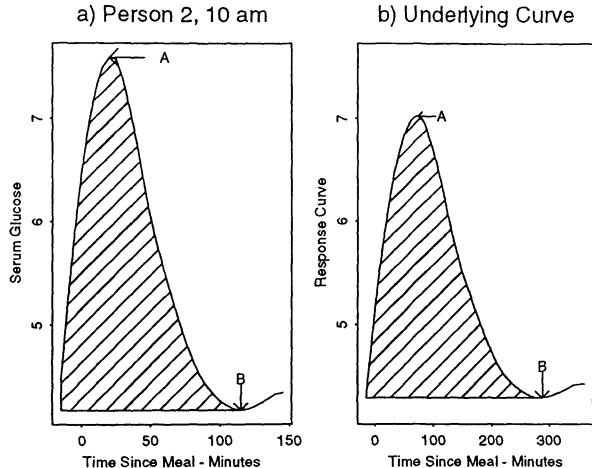 a) Person 2, 10 am
A
7
6
5
Serum Glucose
B
0 50 100 150
Time Since Meal - Minutes
b) Underlying Curve
A
7
6
5
Response Curve
B
0 100 200 300
Time Since Meal - Minutes